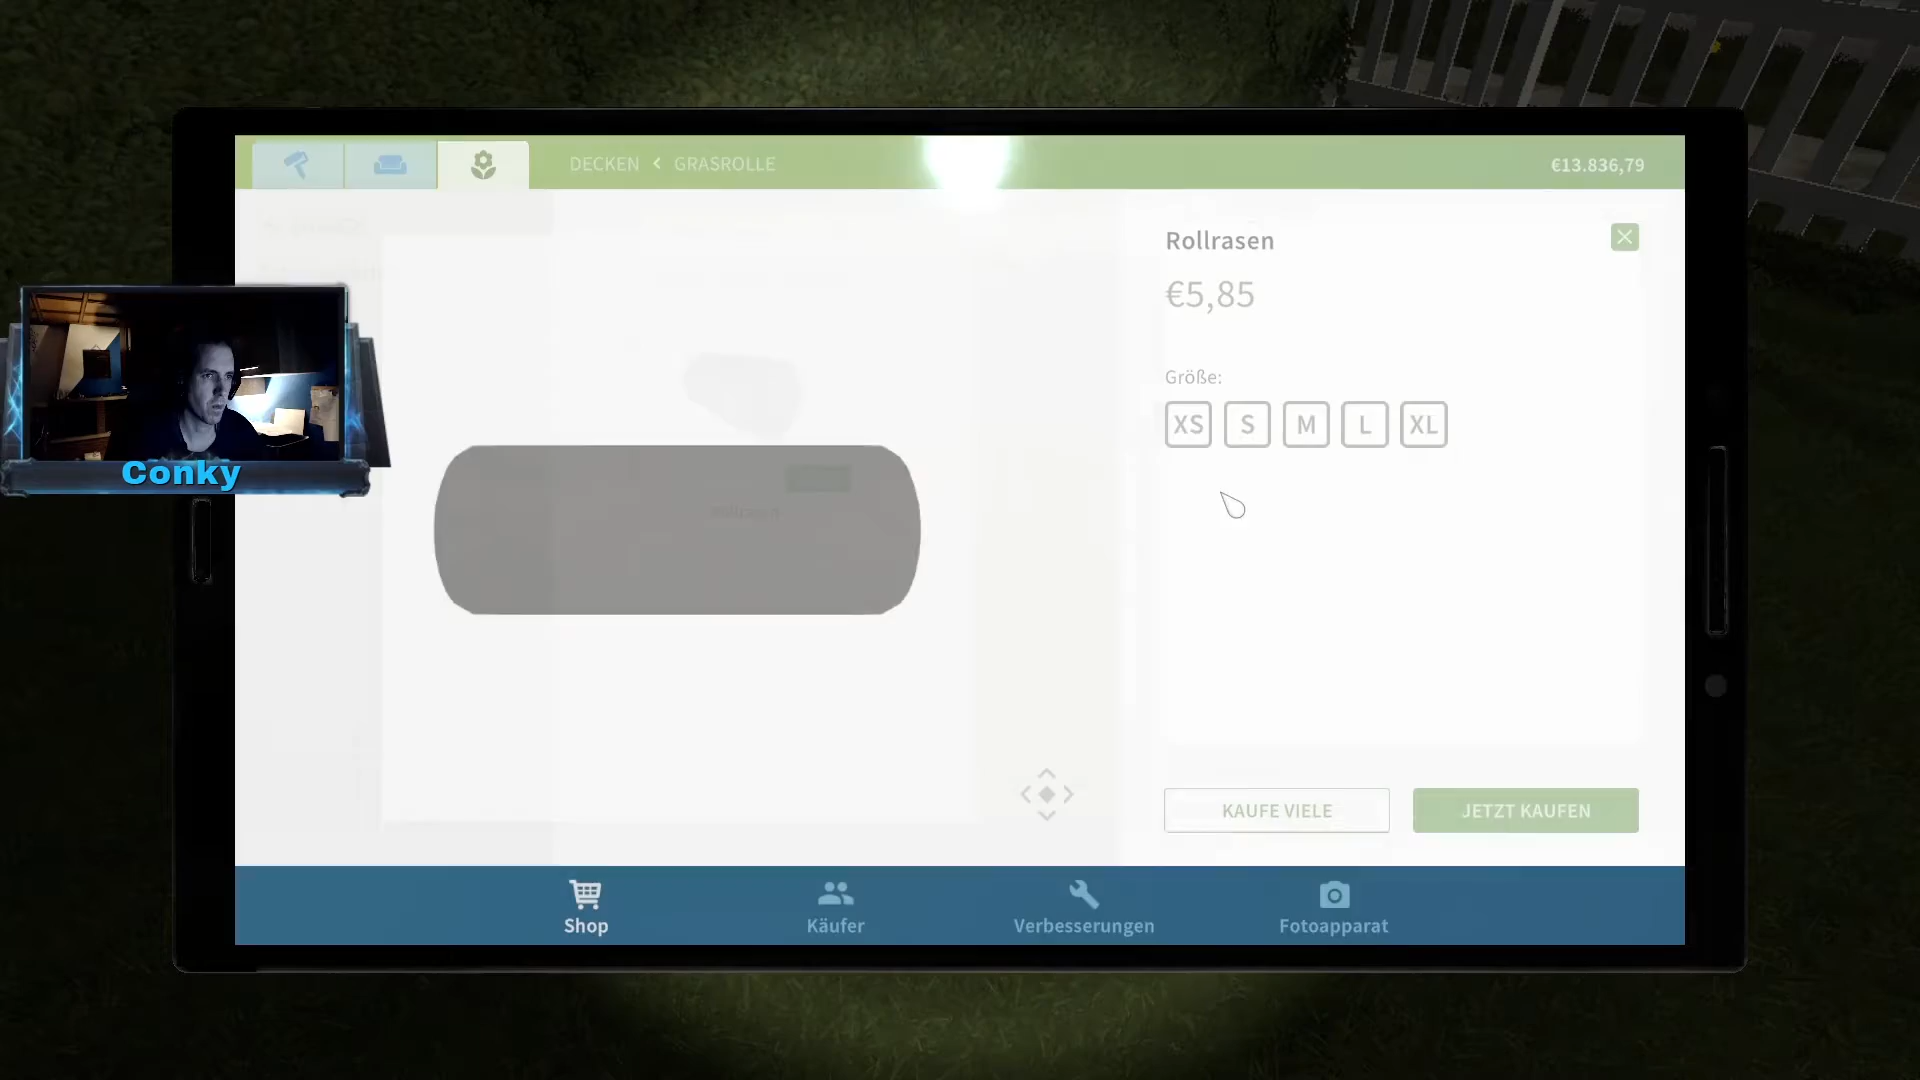 DECKEN < GRASROLLE
€13.836,79
Rollrasen
€5,85
Größe:
XS S M L XL
Rollrasen
Conky
KAUFE VIELE
JETZT KAUFEN
Shop
Käufer
Verbesserungen
Fotoapparat